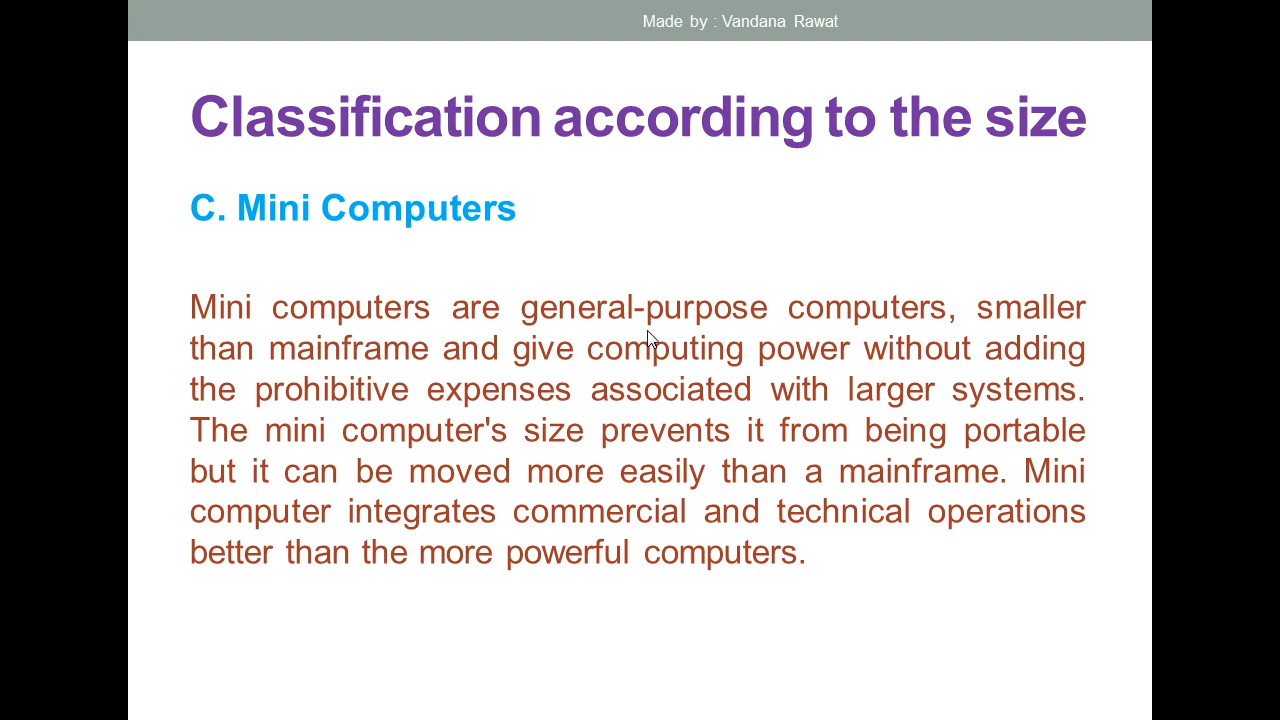 Made by : Vandana Rawat
Classification according to the size
C. Mini Computers
Mini computers are general-purpose computers, smaller
than mainframe and give computing power without adding
the prohibitive expenses associated with larger systems.
The mini computer's size prevents it from being portable
but it can be moved more easily than a mainframe. Mini
computer integrates commercial and technical operations
better than the more powerful computers.